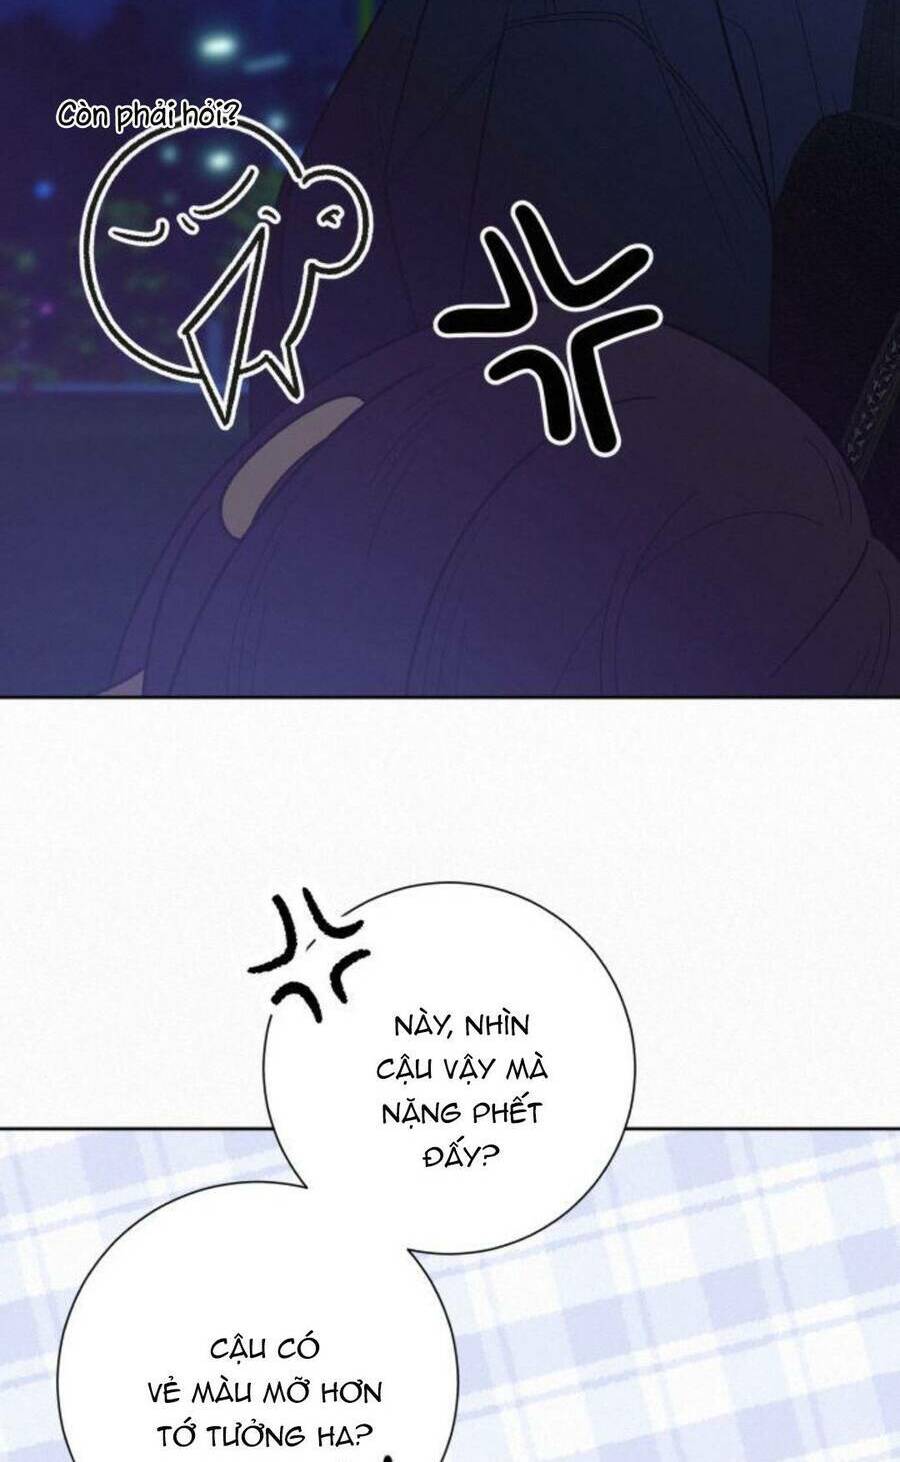 Còn phải hỏi?
NÀY, NHÌN
CẬU VẬY MÀ
NẶNG PHẾT
ĐẤY?
CẬU CÓ
VẺ MÀU MỠ HƠN
TỚ TƯỞNG HA?